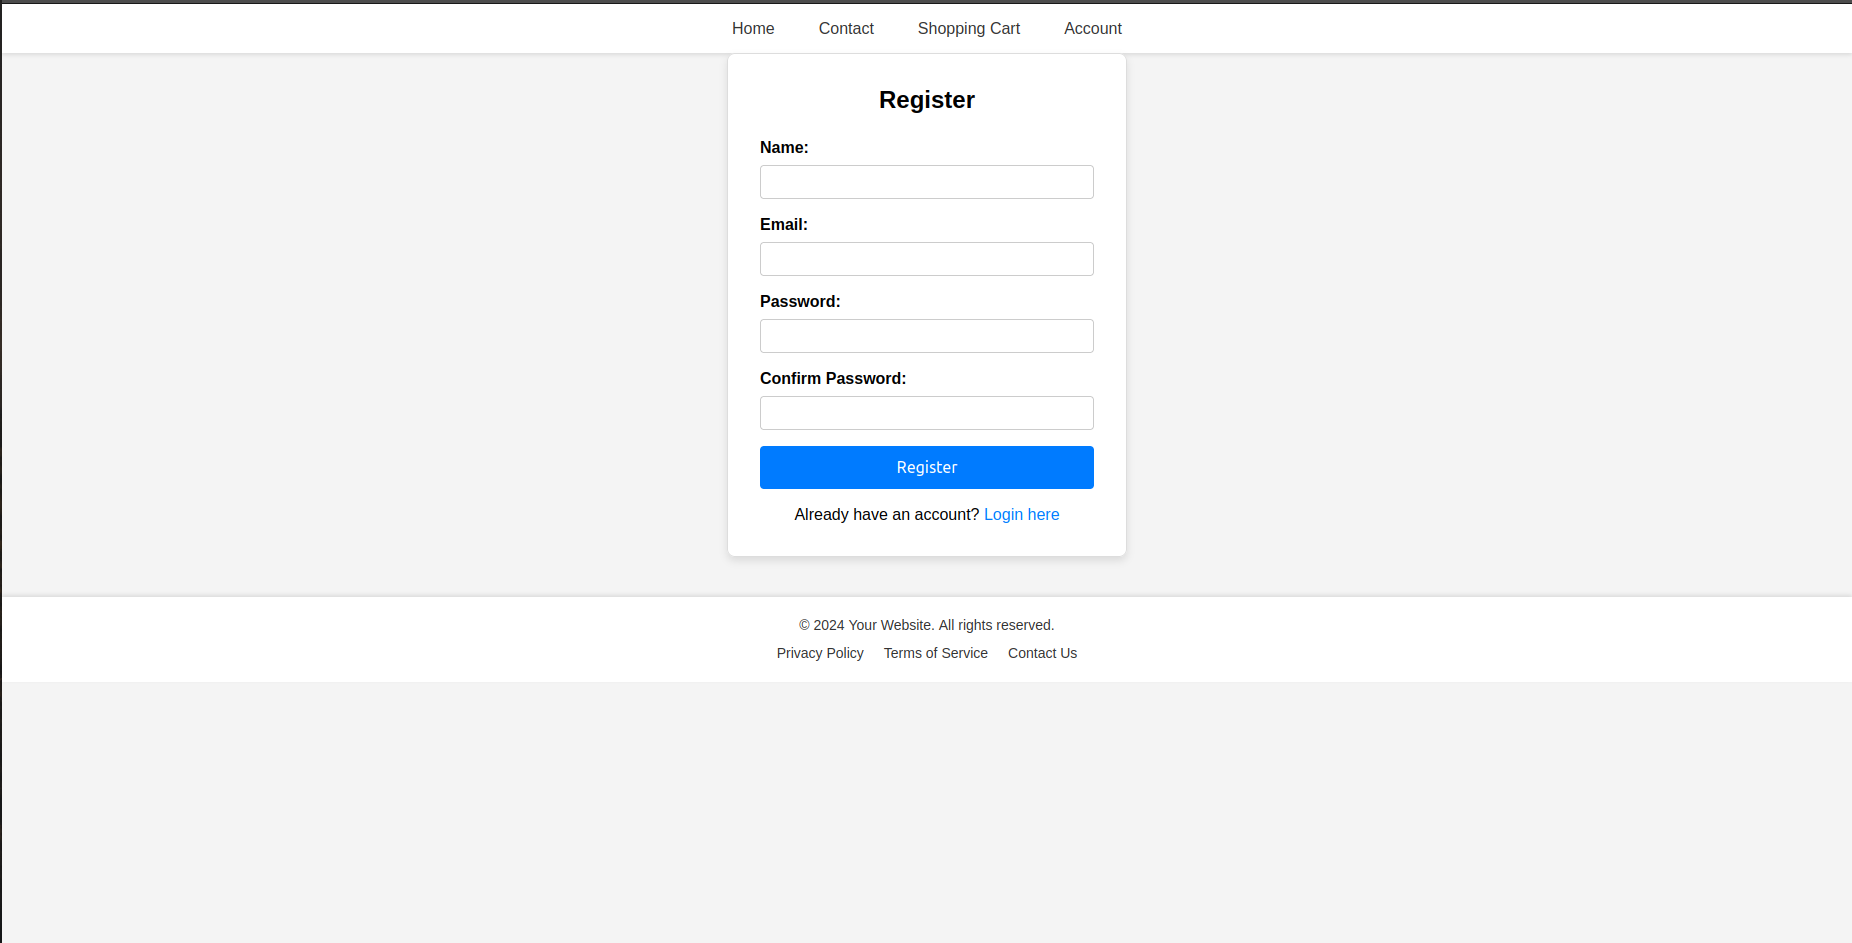 Home Contact Shopping Cart Account
Register
Name:
Email:
Password:
Confirm Password:
Register
Already have an account? Login here
© 2024 Your Website. All rights reserved.
Privacy Policy Terms of Service Contact Us